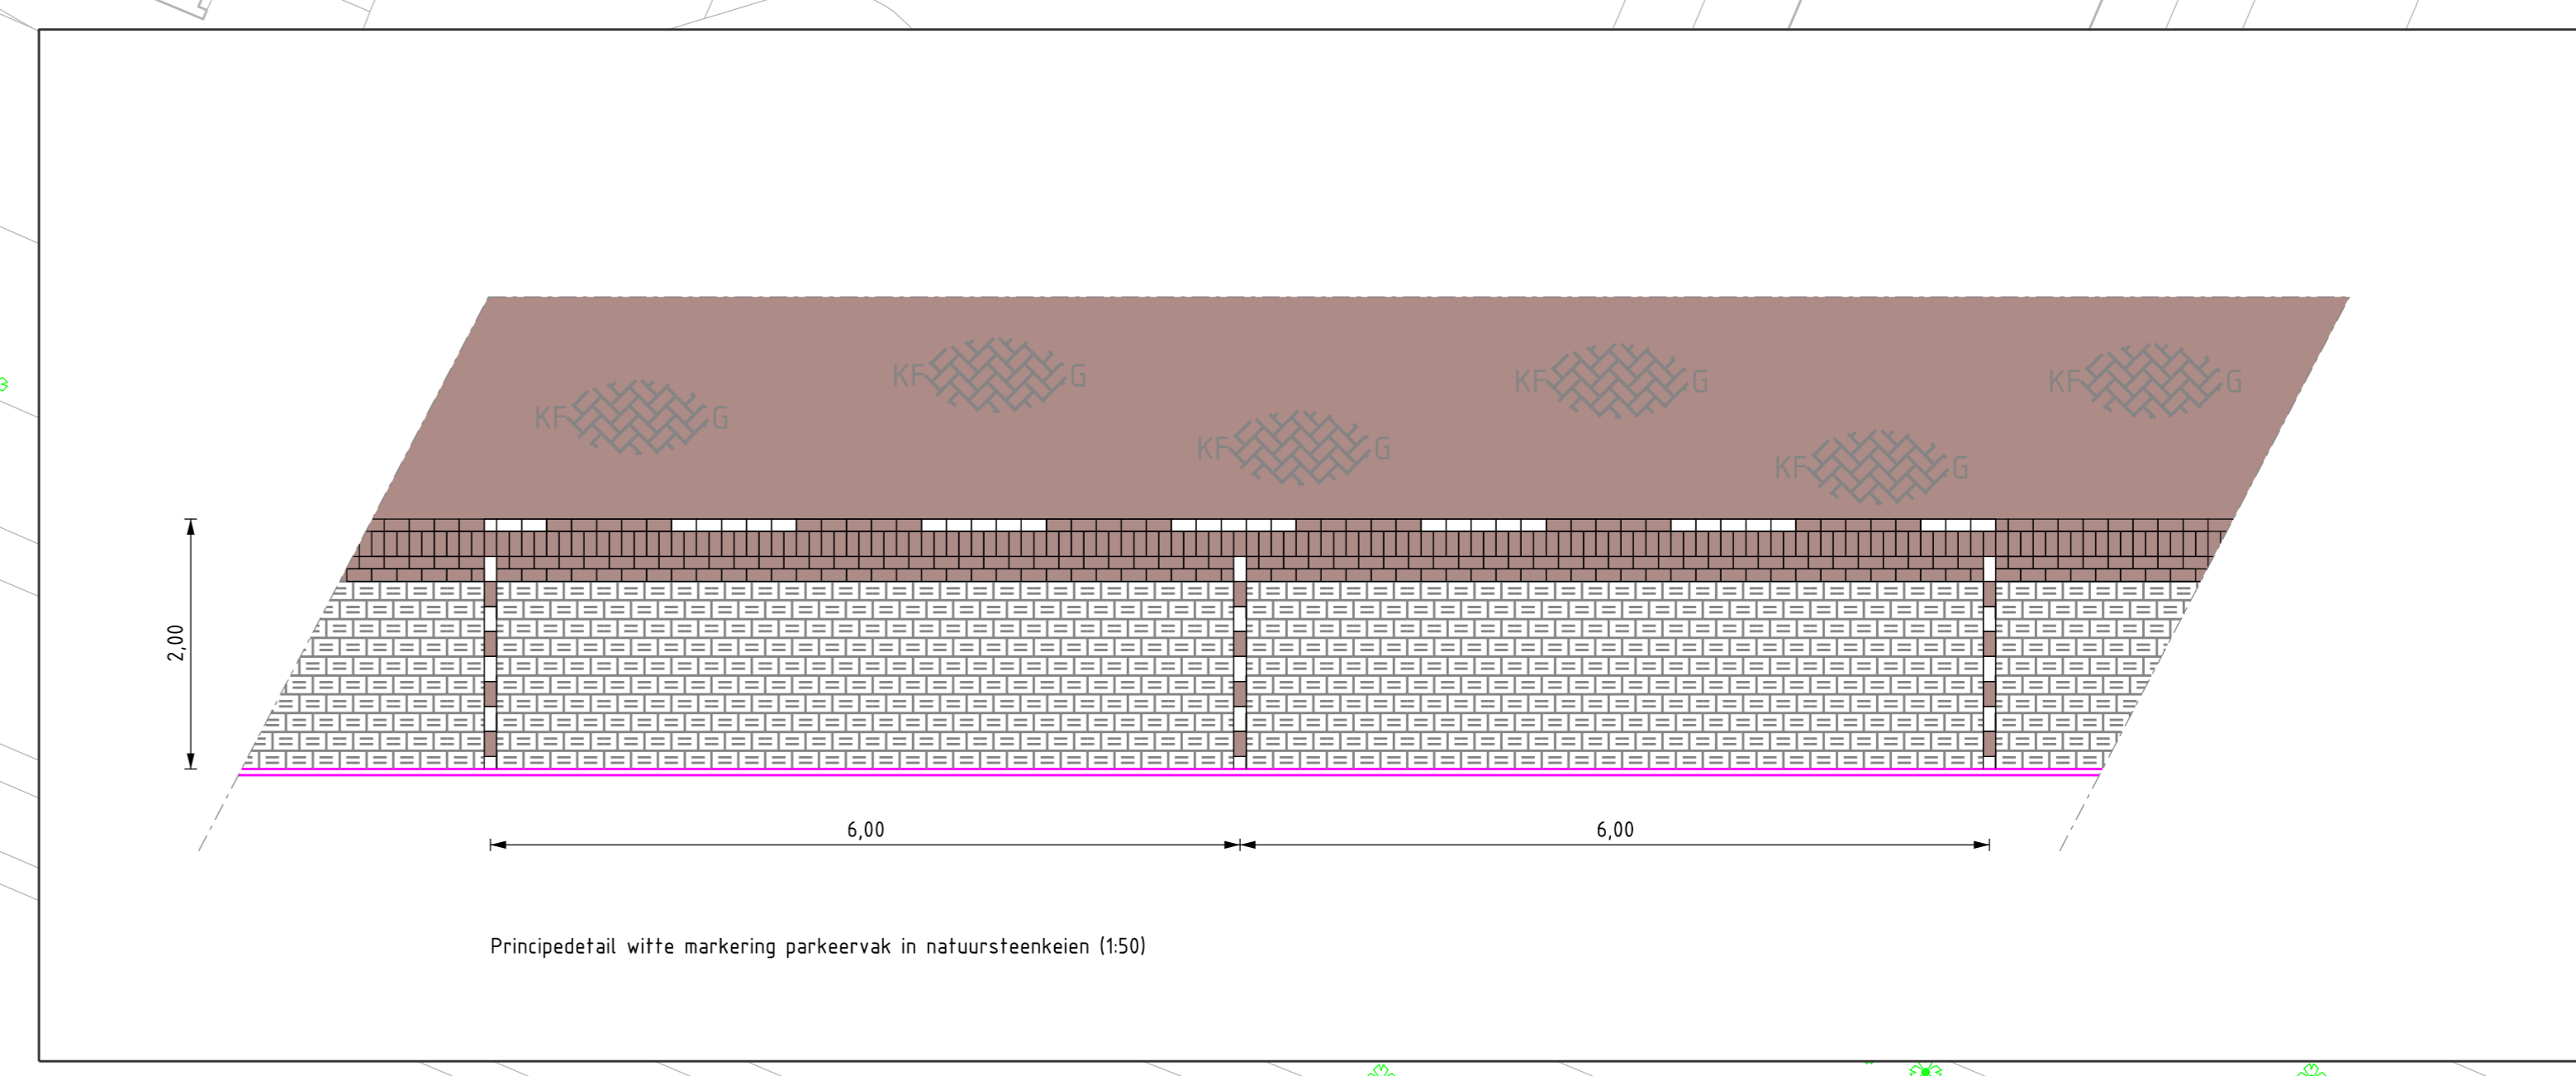 KF G
KF G
KF G
KF G
KF G
KF G
2,00
6,00 6,00
Principedetail witte markering parkeervak in natuursteenkeien (1:50)